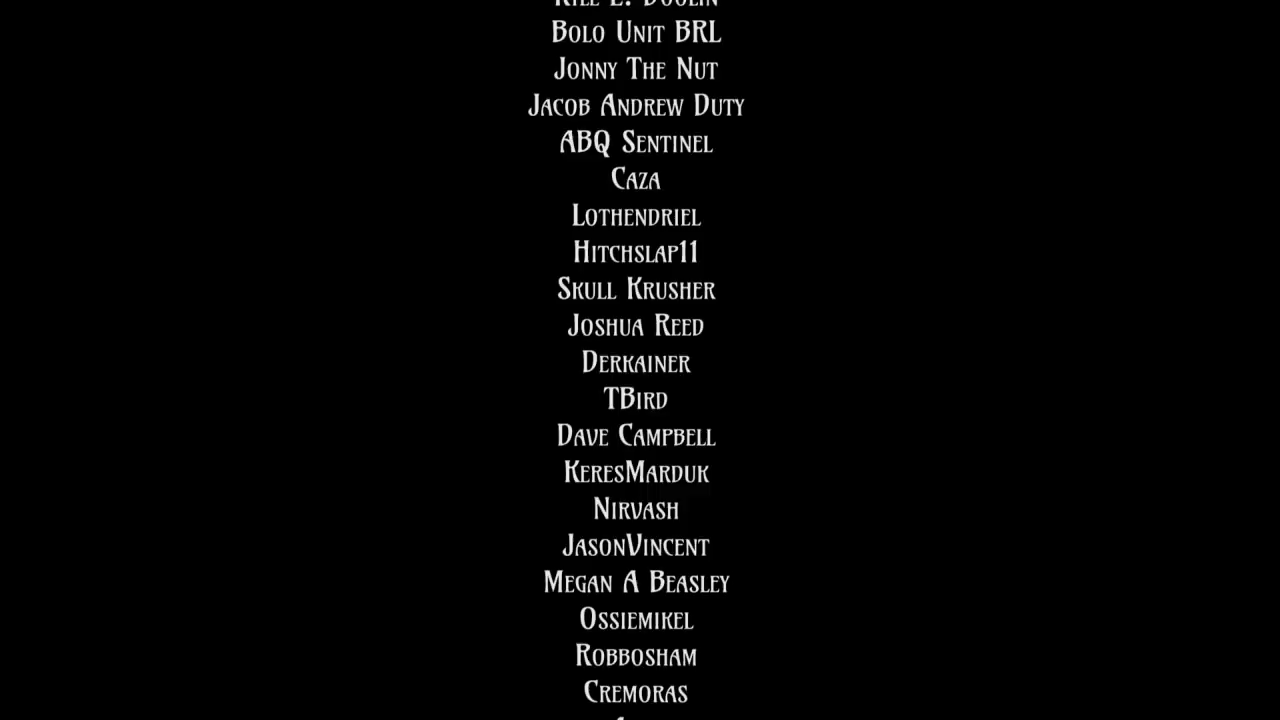 Bolo Unit BRL
Jonny The Nut
Jacob Andrew Duty
ABQ Sentinel
Caza
Lothendriel
Hitchslap11
Skull Krusher
Joshua Reed
Derkainer
TBird
Dave Campbell
KeresMarduk
Nirvash
JasonVincent
Megan A Beasley
Ossiemikel
Robbosham
Cremoras